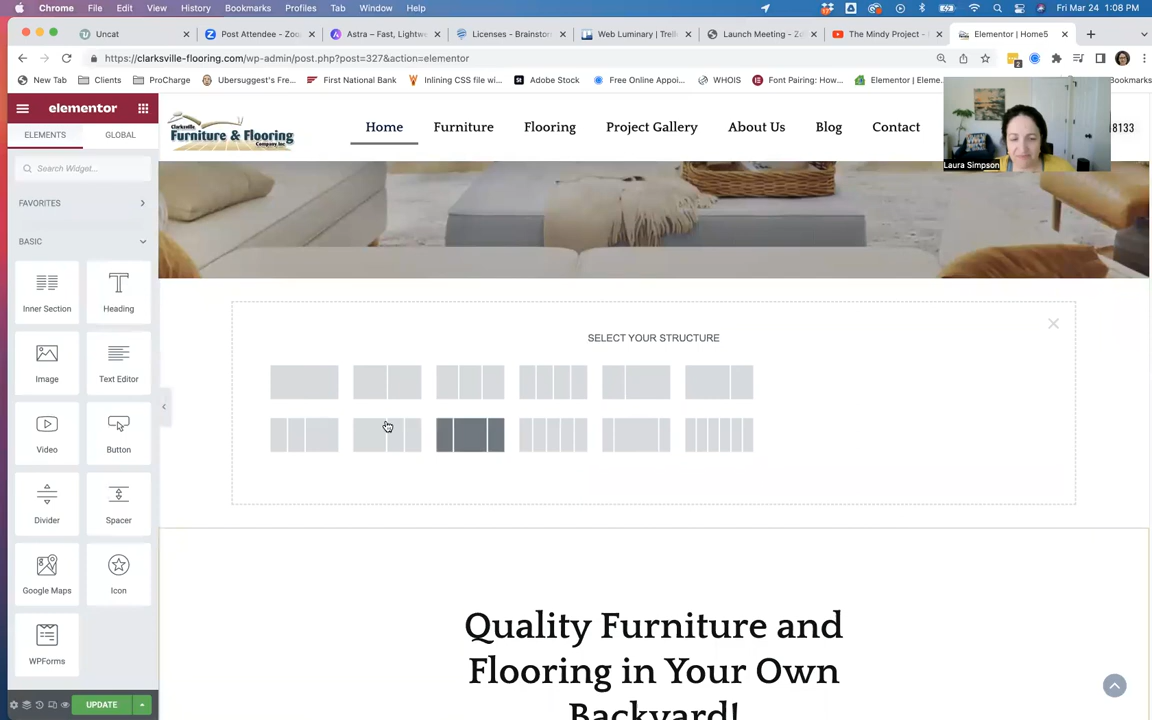 Chrome File Edit View History Bookmarks Profiles Tab Window Help
Fri Mar 24 1:08 PM
Uncat
Post Attendee – Zoo
Astra – Fast, Lightwe
Licenses - Brainstor
Web Luminary | Trell
Launch Meeting - Z
The Mindy Project -
Elementor | Home5
https://clarksville-flooring.com/wp-admin/post.php?post=327&action=elementor
New Tab
Clients
ProCharge
Ubersuggest's Fre...
First National Bank
Inlining CSS file wi...
Adobe Stock
Free Online Appoi...
WHOIS
Font Pairing: How...
Elementor | Eleme...
Bookmarks
elementor
ELEMENTS
GLOBAL
Search Widget...
FAVORITES
BASIC
Inner Section
Heading
Image
Text Editor
Video
Button
Divider
Spacer
Google Maps
Icon
WPForms
UPDATE
Clarksville
Furniture & Flooring
Company Inc
Home
Furniture
Flooring
Project Gallery
About Us
Blog
Contact
8133
Laura Simpson
SELECT YOUR STRUCTURE
Quality Furniture and
Flooring in Your Own
Backyard!